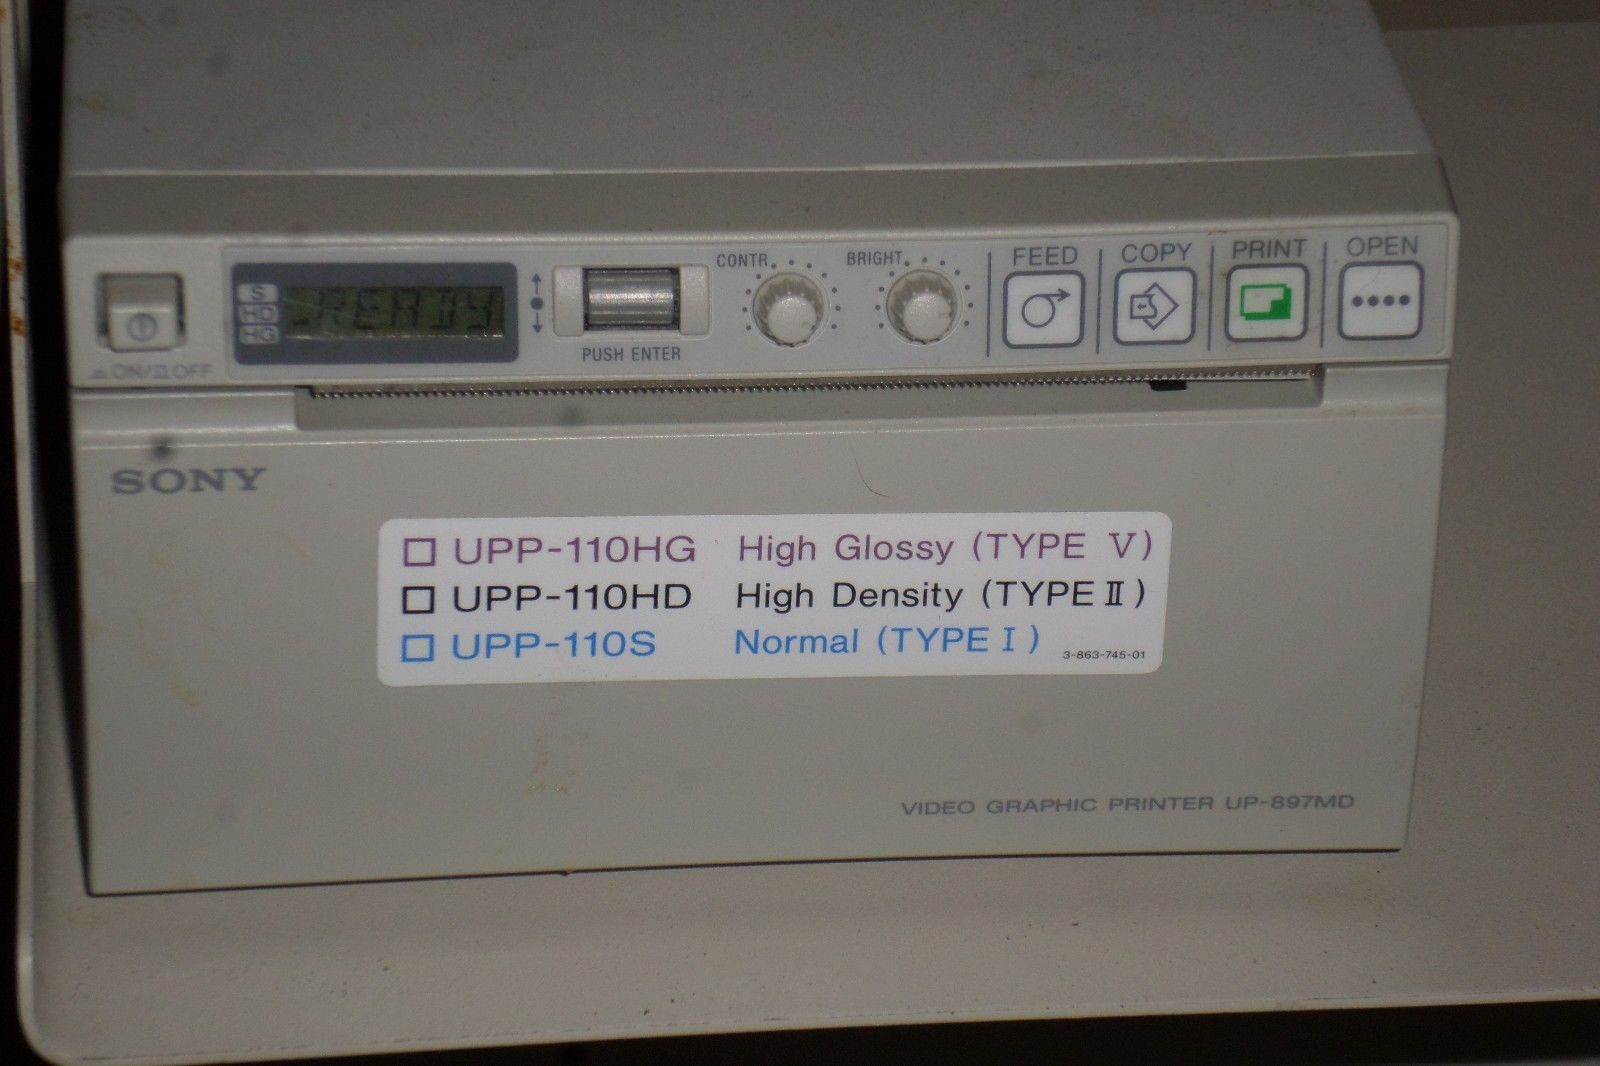 CONTR.
BRIGHT.
FEED
COPY
PRINT
OPEN
S
HD
HG
READY
PUSH ENTER
ON/OFF
SONY
UPP-110HG High Glossy (TYPE V)
UPP-110HD High Density (TYPE II)
UPP-110S Normal (TYPE I)
3-863-745-01
VIDEO GRAPHIC PRINTER UP-897MD